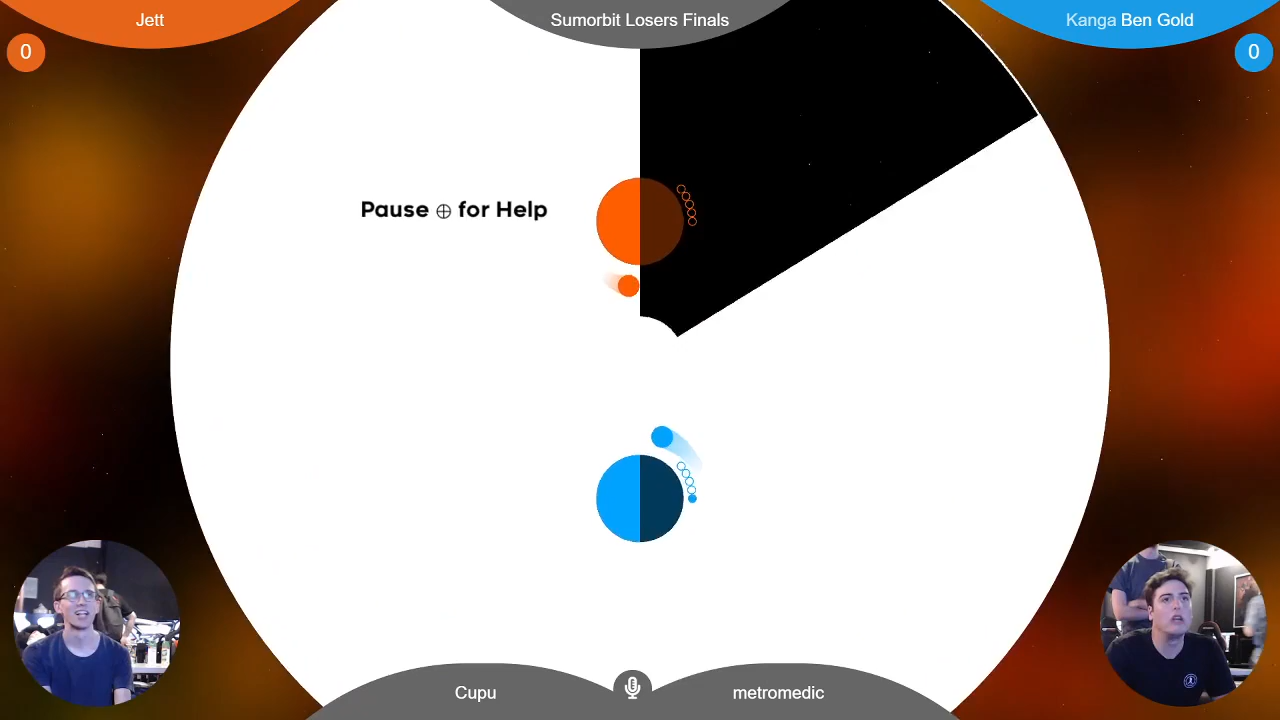 Jett
Sumorbit Losers Finals
Kanga Ben Gold
0
0
Pause ⊕ for Help
Cupu
metromedic